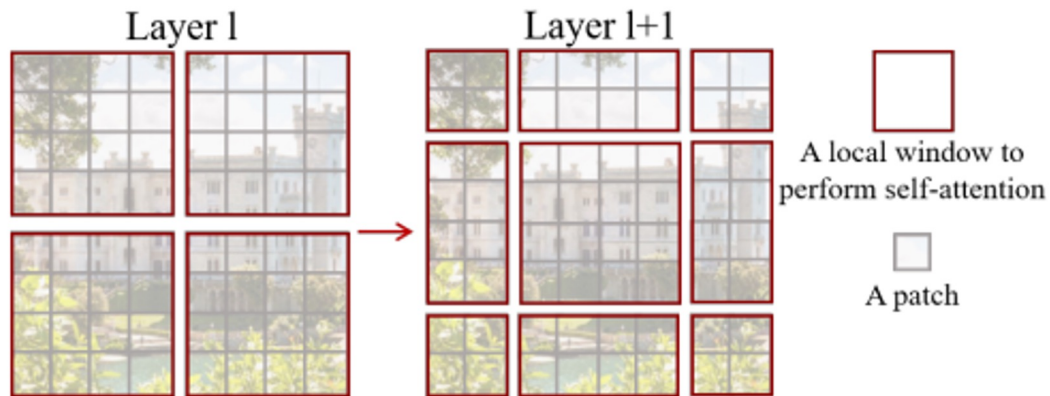 Layer l
Layer l+1
A local window to
perform self-attention
A patch